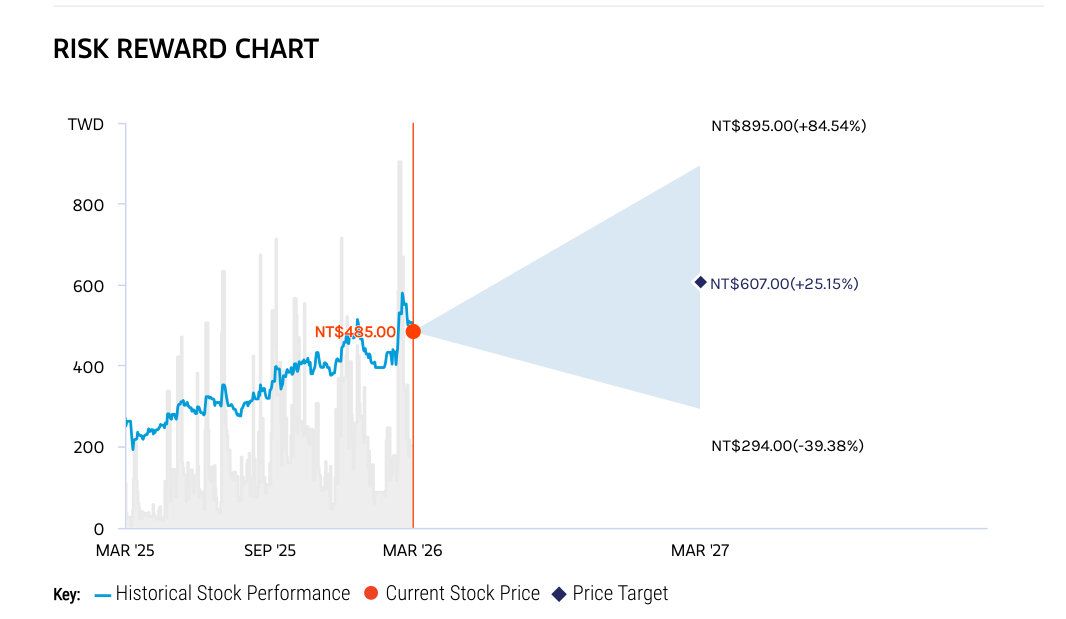 RISK REWARD CHART
TWD
NT$895.00(+84.54%)
800
600
NT$607.00(+25.15%)
NT$485.00
400
200
NT$294.00(-39.38%)
0
MAR '25 SEP '25 MAR '26 MAR '27
Key: Historical Stock Performance Current Stock Price Price Target